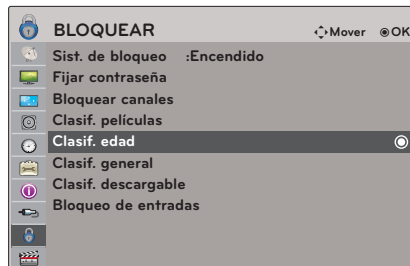 BLOQUEAR Mover OK
Sist. de bloqueo :Encendido
Fijar contraseña
Bloquear canales
Clasif. películas
Clasif. edad
Clasif. general
Clasif. descargable
Bloqueo de entradas